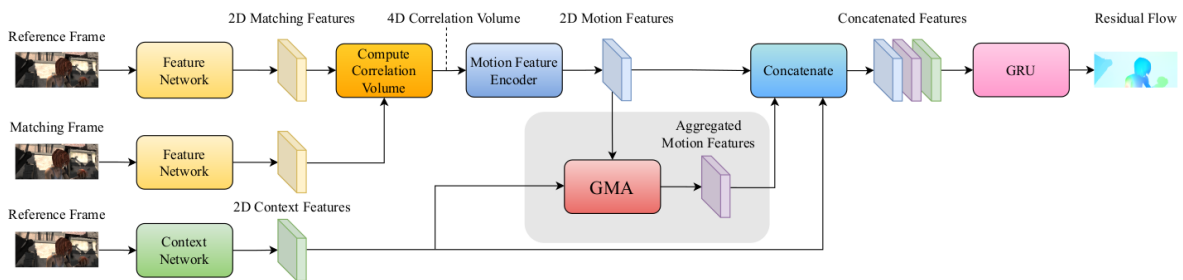 2D Matching Features
4D Correlation Volume
2D Motion Features
Concatenated Features
Residual Flow
Reference Frame
Feature
Network
Compute
Correlation
Volume
Motion Feature
Encoder
Concatenate
GRU
Matching Frame
Feature
Network
Aggregated
Motion Features
GMA
Reference Frame
2D Context Features
Context
Network